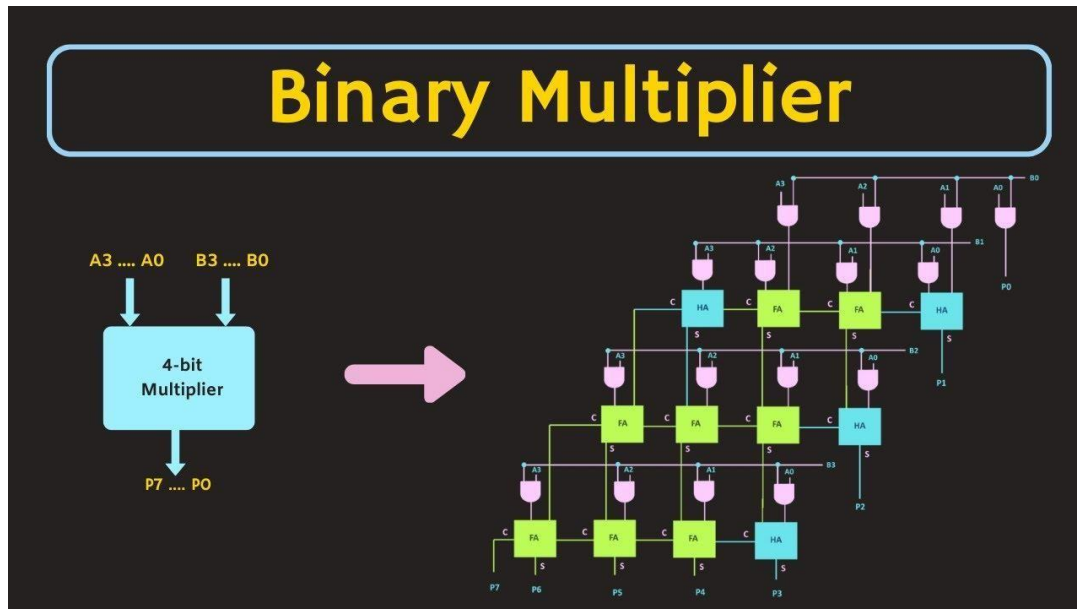 Binary Multiplier
A3 .... A0 B3 .... B0
4-bit
Multiplier
P7 .... P0
A3 A2 A1 A0 B0
A3 A2 A1 A0 B1
P0
C HA FA FA C HA
S
A3 A2 A1 A0 B2
P1
C FA FA FA C HA
S S S S
A3 A2 A1 A0 B3
P2
C FA C FA C FA C HA
S S S S
P7 P6 P5 P4 P3